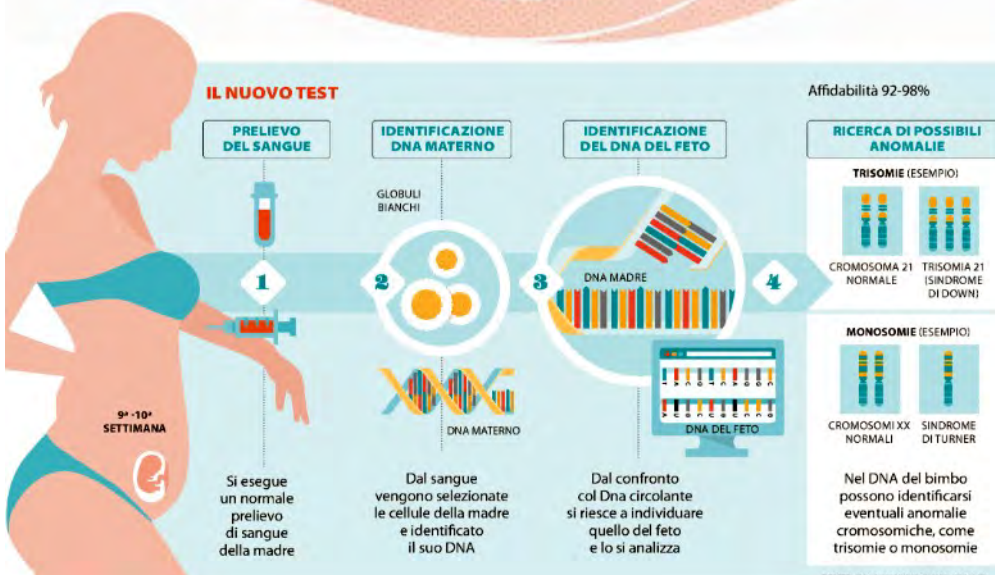 IL NUOVO TEST
Affidabilità 92-98%
PRELIEVO
DEL SANGUE
IDENTIFICAZIONE
DNA MATERNO
IDENTIFICAZIONE
DEL DNA DEL FETO
RICERCA DI POSSIBILI
ANOMALIE
GLOBULI
BIANCHI
TRISOMIE (ESEMPIO)
1
2
3
4
DNA MADRE
CROMOSOMA 21
NORMALE
TRISOMIA 21
(SINDROME
DI DOWN)
MONOSOMIE (ESEMPIO)
9ª -10ª
SETTIMANA
DNA MATERNO
DNA DEL FETO
CROMOSOMI XX
NORMALI
SINDROME
DI TURNER
Si esegue
un normale
prelievo
di sangue
della madre
Dal sangue
vengono selezionate
le cellule della madre
e identificato
il suo DNA
Dal confronto
col Dna circolante
si riesce a individuare
quello del feto
e lo si analizza
Nel DNA del bimbo
possono identificarsi
eventuali anomalie
cromosomiche, come
trisomie o monosomie